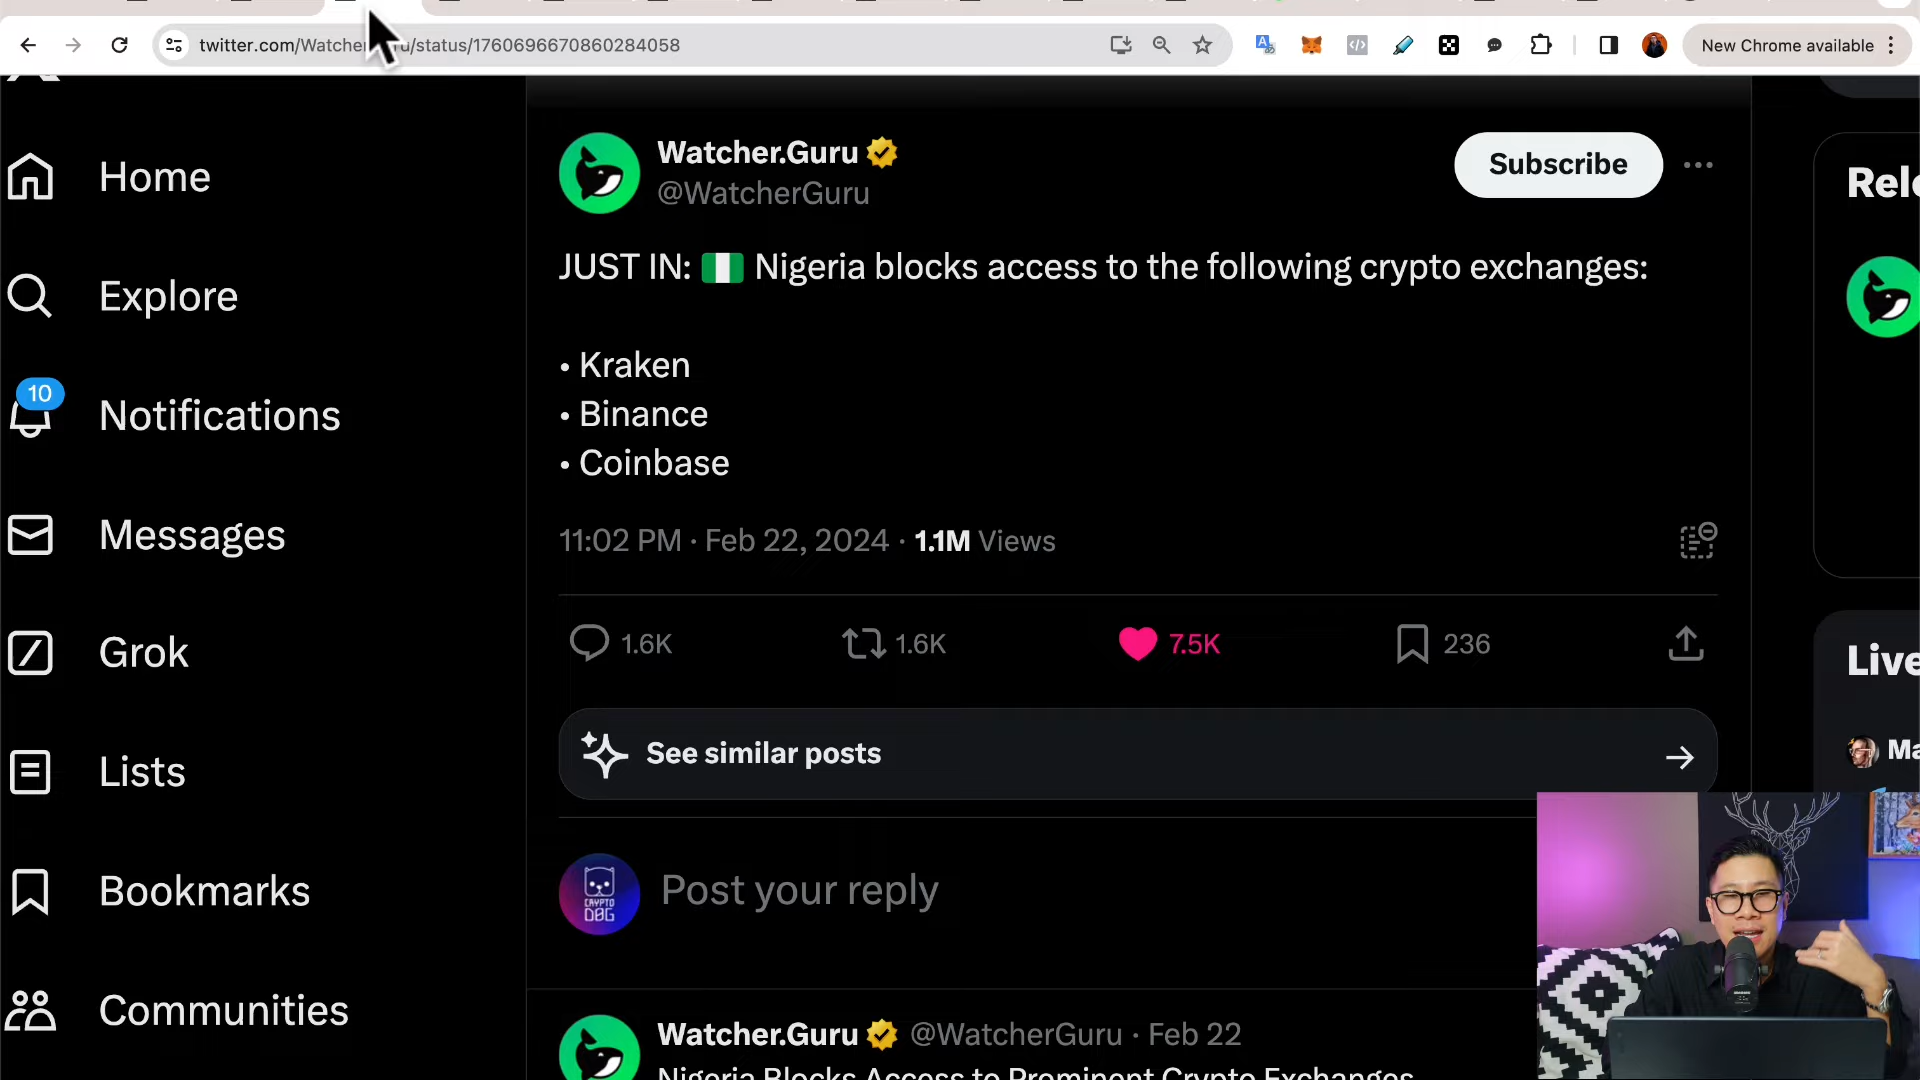 twitter.com/Watcher u/status/1760696670860284058
New Chrome available
Home
Explore
10
Notifications
Messages
Grok
Lists
Bookmarks
Communities
Watcher.Guru
@WatcherGuru
Subscribe
JUST IN: 🇳🇬 Nigeria blocks access to the following crypto exchanges:
• Kraken
• Binance
• Coinbase
11:02 PM · Feb 22, 2024 · 1.1M Views
1.6K 1.6K 7.5K 236
See similar posts
CRYPTO
DOG
Post your reply
Watcher.Guru @WatcherGuru · Feb 22
Nigeria Blocks Access to Prominent Crypto Exchanges
Rele
Live
Ma